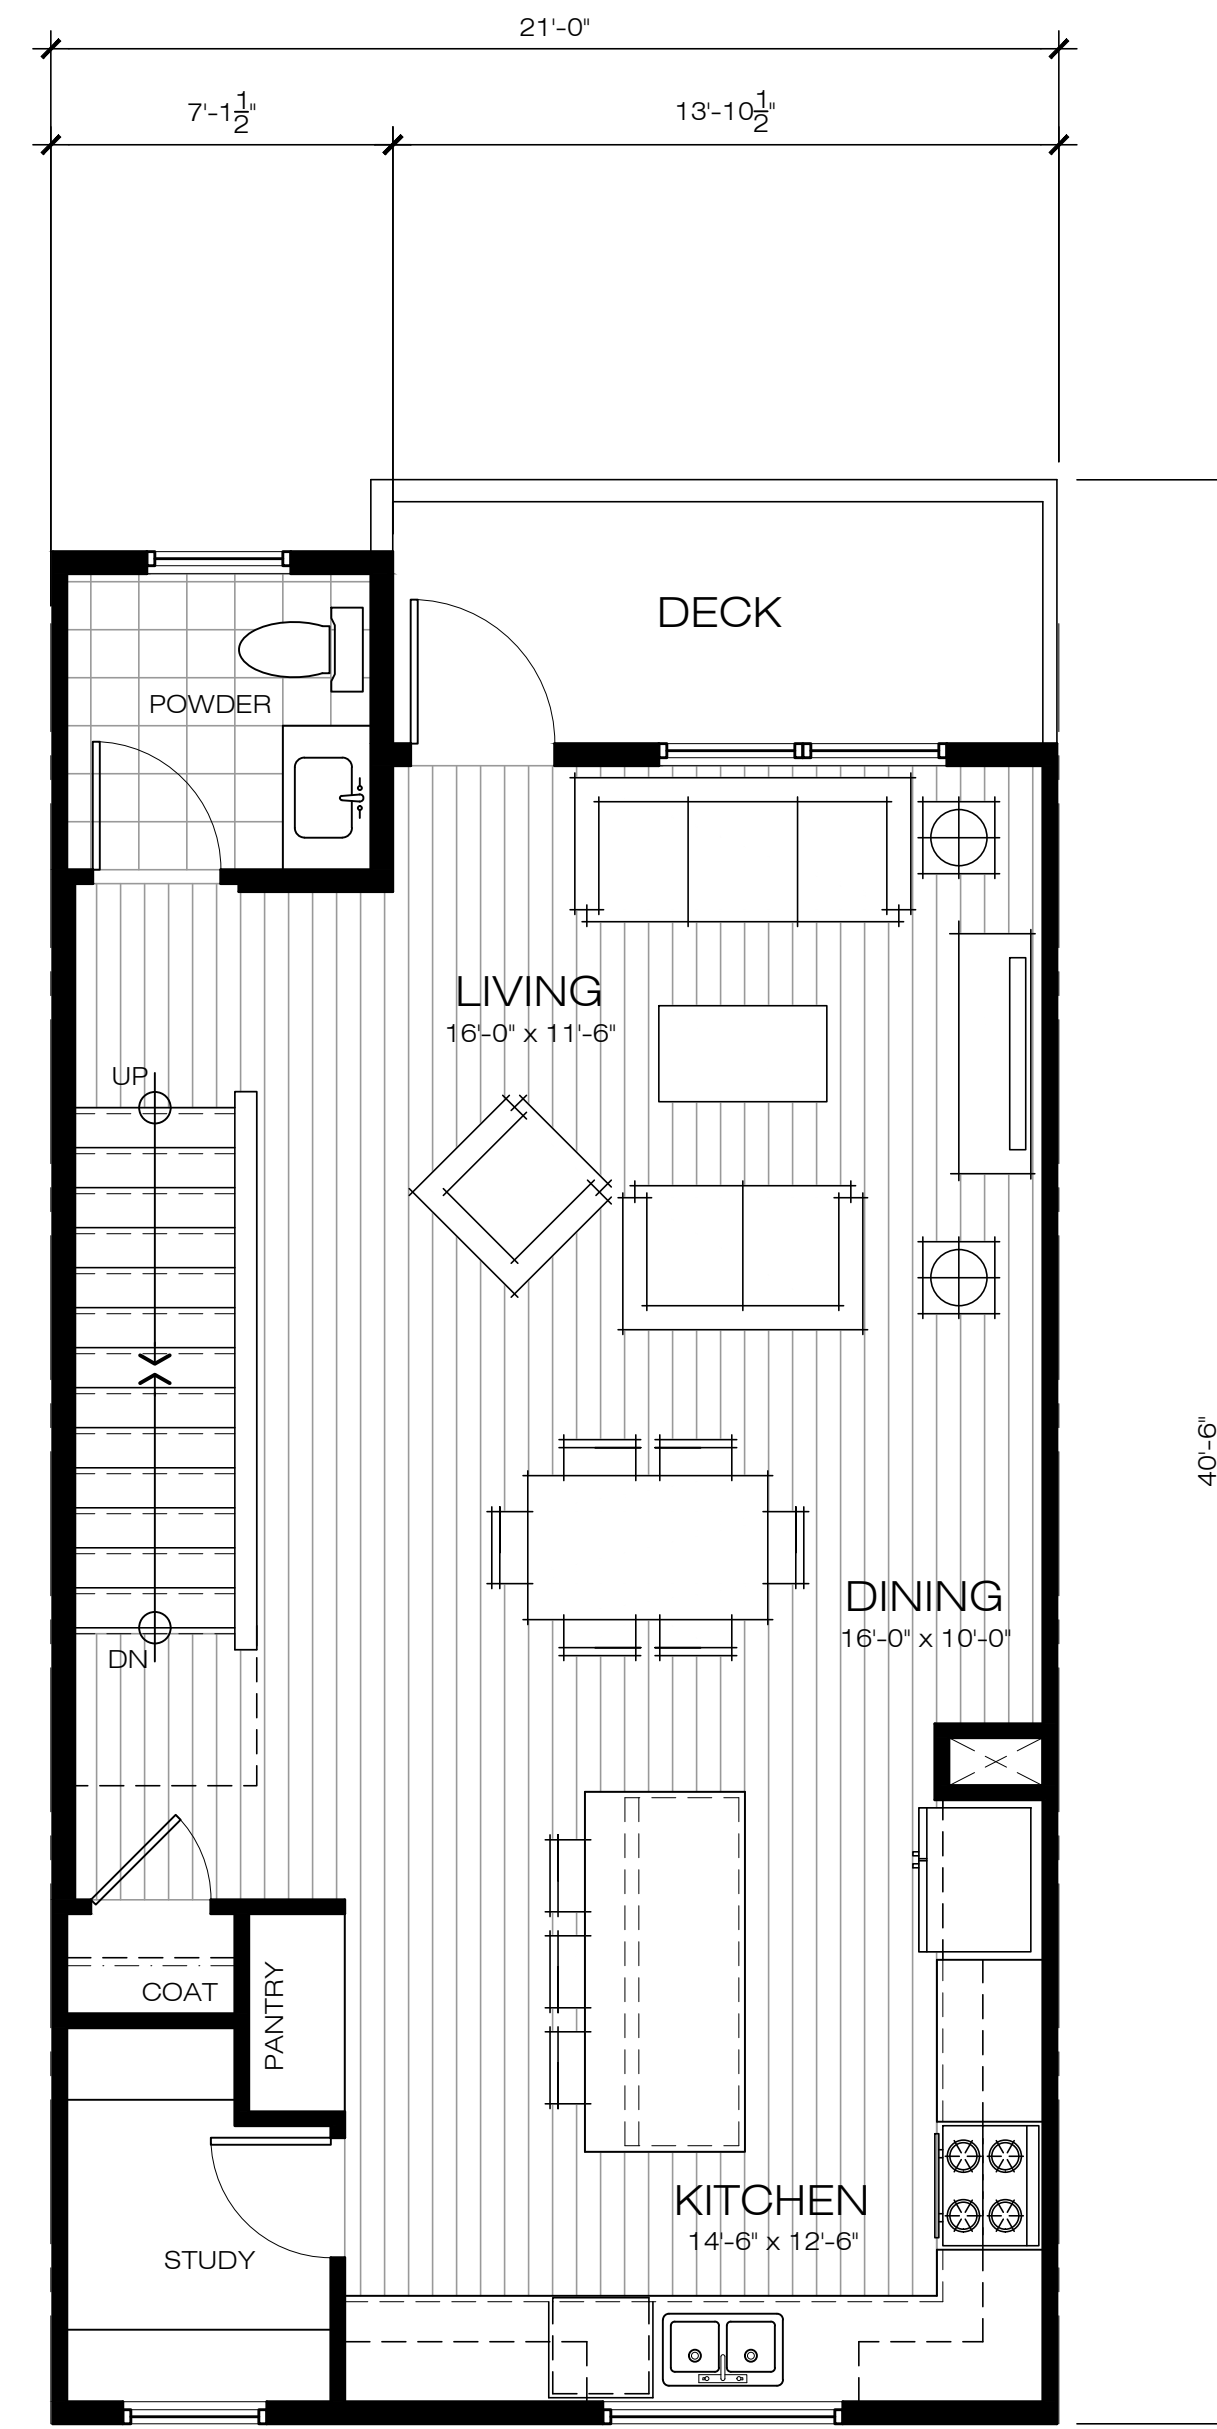 21'-0"
7'-1½"
13'-10½"
DECK
POWDER
LIVING
16'-0" x 11'-6"
UP
40'-6"
DINING
16'-0" x 10'-0"
DN
COAT
PANTRY
KITCHEN
14'-6" x 12'-6"
STUDY